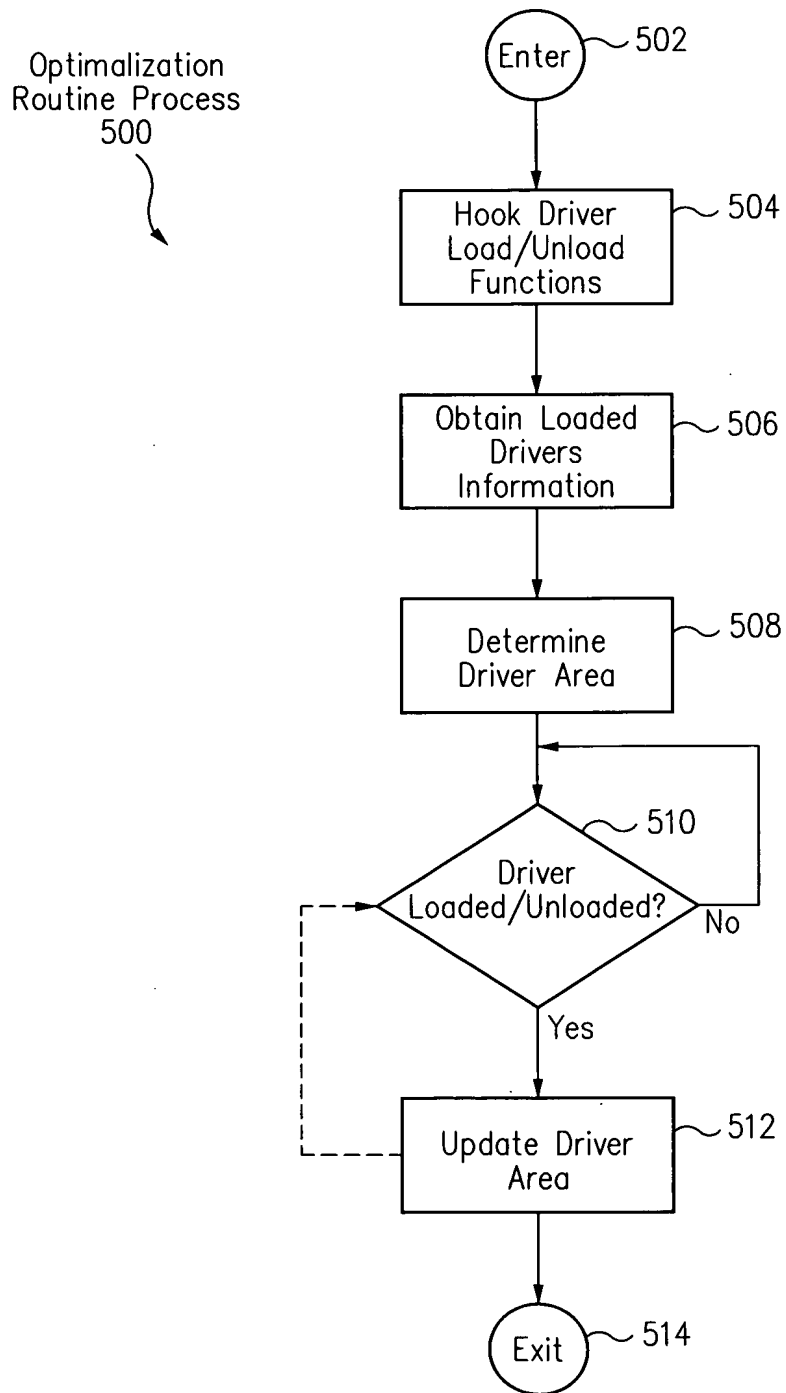 Optimalization
Routine Process
500
Enter
502
Hook Driver
Load/Unload
Functions
504
Obtain Loaded
Drivers
Information
506
Determine
Driver Area
508
510
Driver
Loaded/Unloaded?
No
Yes
Update Driver
Area
512
Exit
514